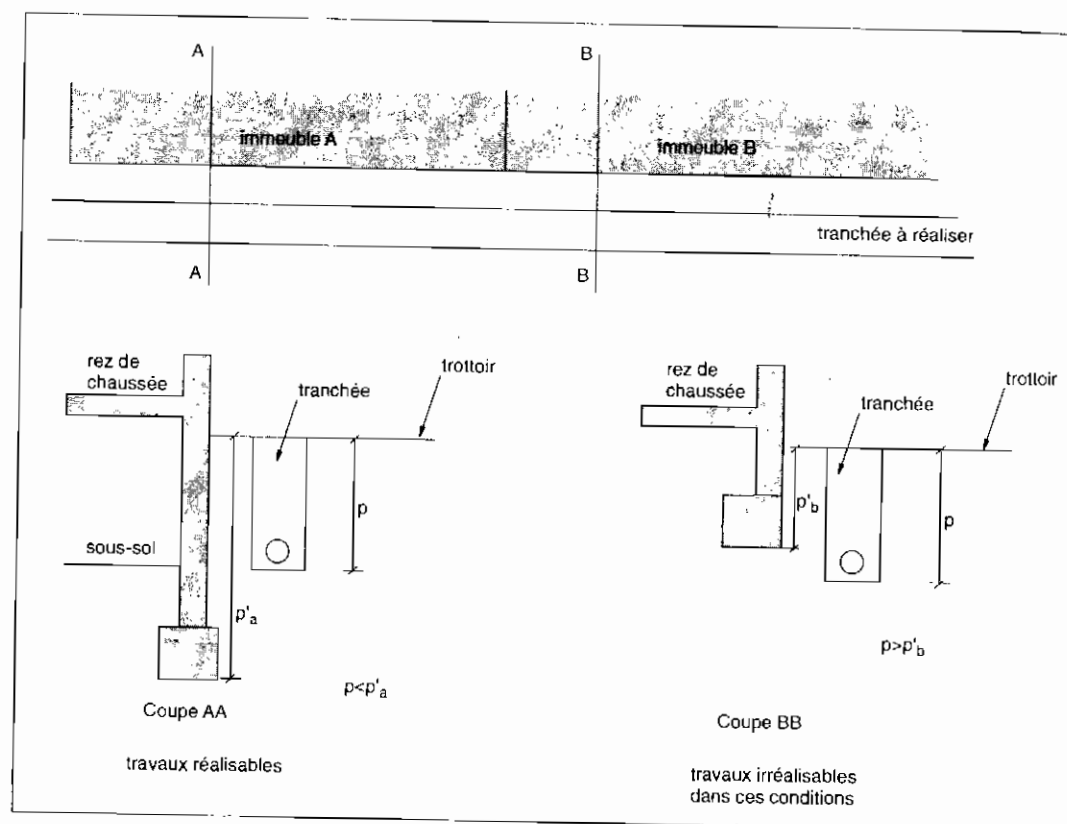 A
B
immeuble A
immeuble B
tranchée à réaliser
A
B
rez de
chaussée
tranchée
trottoir
p
sous-sol
p'a
p<p'a
Coupe AA
travaux réalisables
rez de
chaussée
tranchée
trottoir
p'b
p
p>p'b
Coupe BB
travaux irréalisables
dans ces conditions